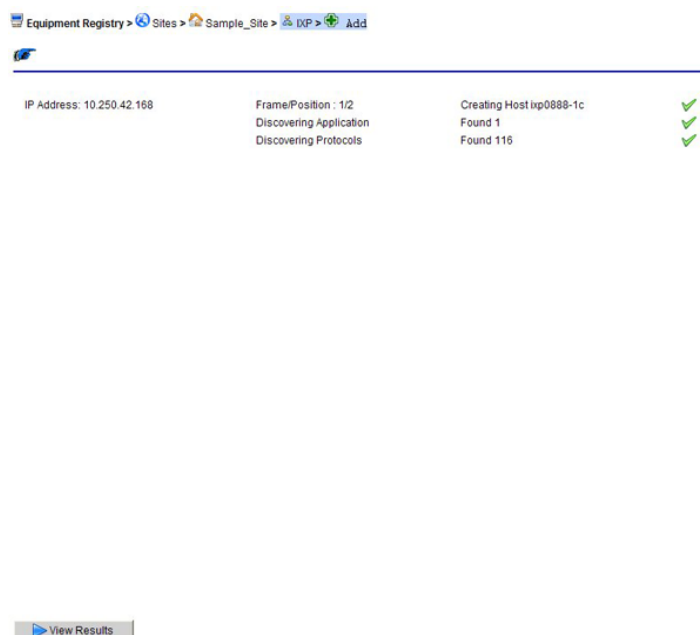 Equipment Registry > Sites > Sample_Site > IXP > Add
IP Address: 10.250.42.168 Frame/Position : 1/2 Creating Host ixp0888-1c
Discovering Application Found 1
Discovering Protocols Found 116
View Results